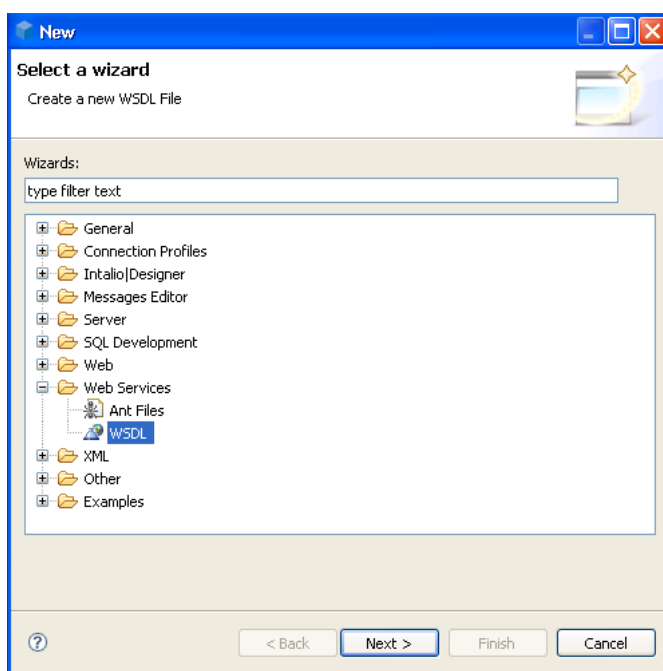 New
Select a wizard
Create a new WSDL File
Wizards:
type filter text
General
Connection Profiles
Intalio|Designer
Messages Editor
Server
SQL Development
Web
Web Services
Ant Files
WSDL
XML
Other
Examples
? < Back Next > Finish Cancel